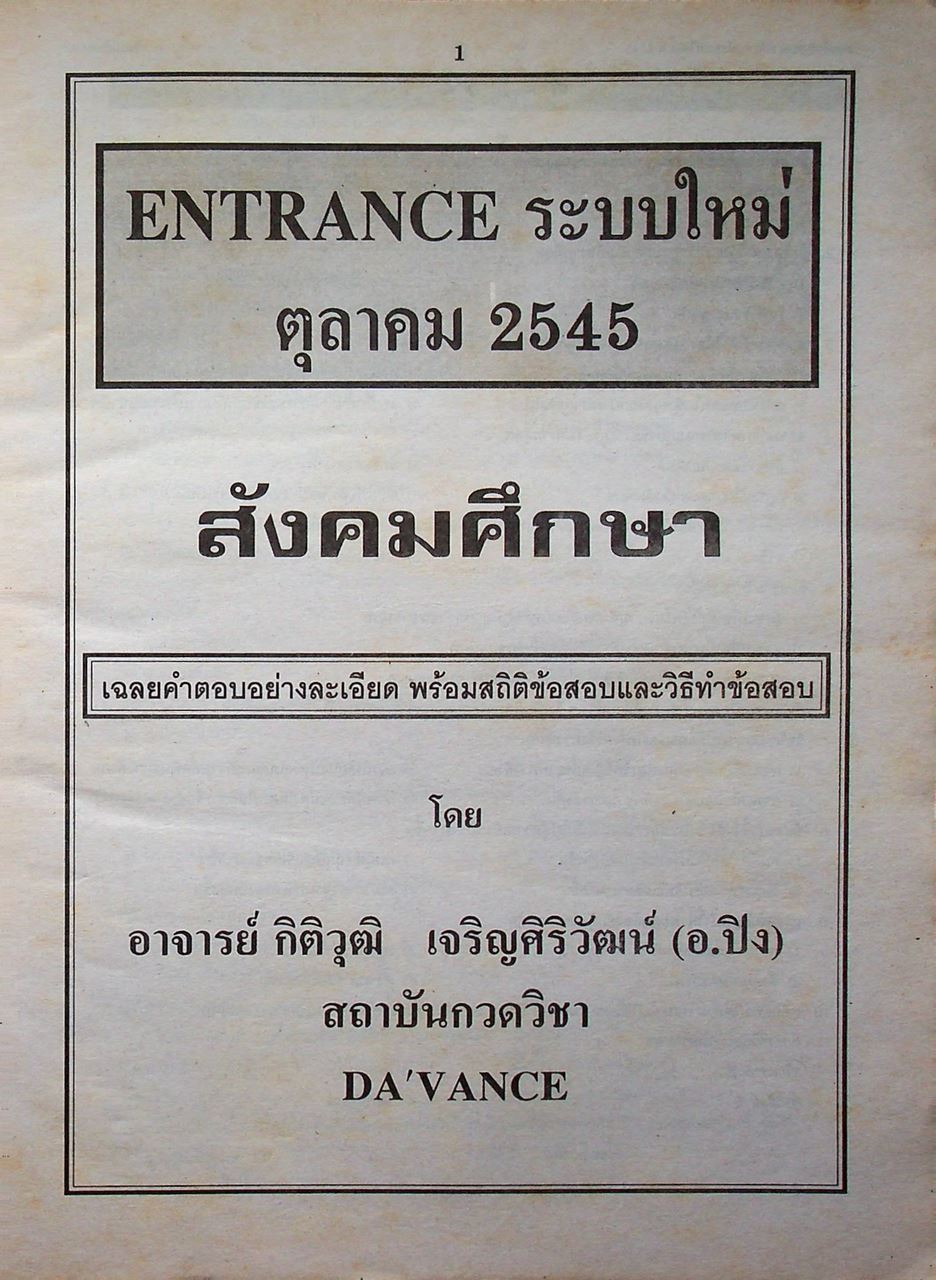 1
ENTRANCE ระบบใหม่
ตุลาคม 2545
สังคมศึกษา
เฉลยคำตอบอย่างละเอียด พร้อมสถิติข้อสอบและวิธีทำข้อสอบ
โดย
อาจารย์ กิติวุฒิ เจริญศิริวัฒน์ (อ.ปิง)
สถาบันกวดวิชา
DA'VANCE